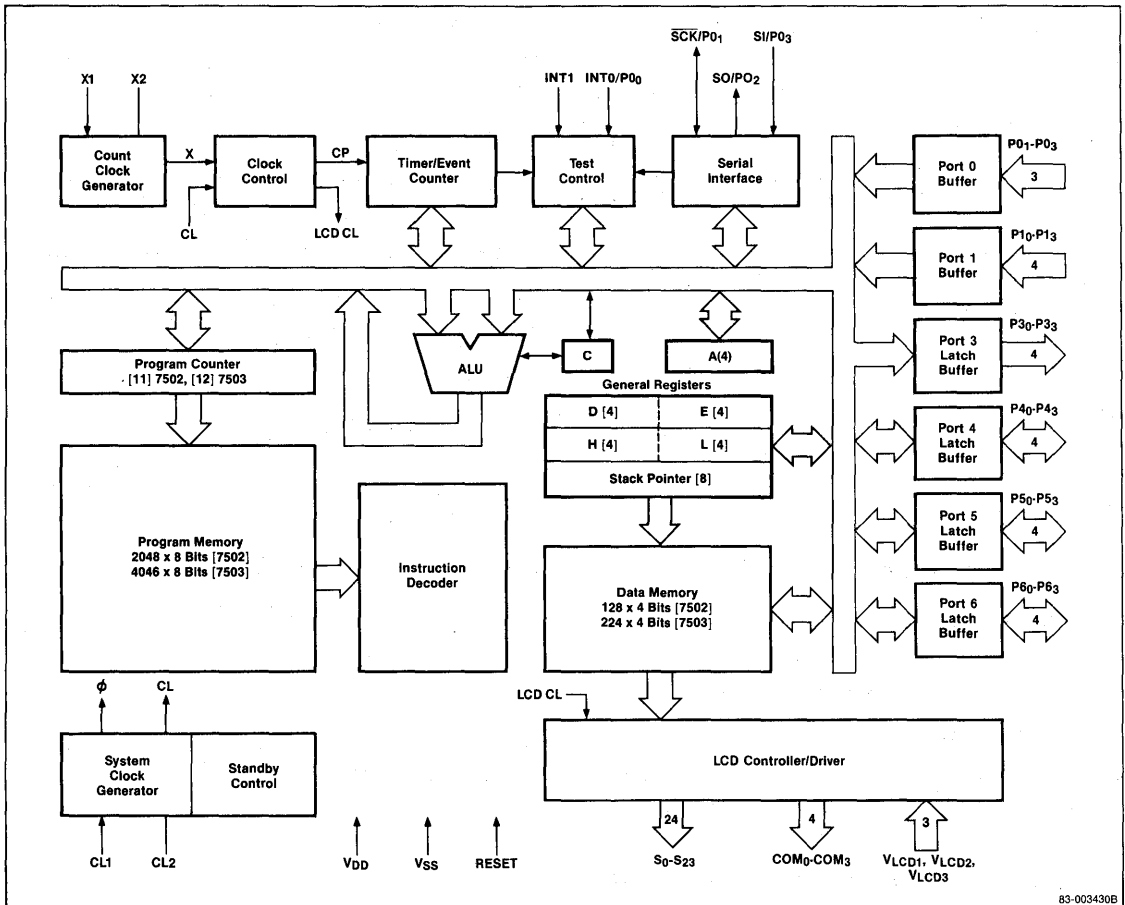 X1
X2
INT1
INT0/P0₀
SCK/P0₁
SO/PO₂
SI/P0₃
Count
Clock
Generator
X
CL
Clock
Control
CP
LCD CL
Timer/Event
Counter
Test
Control
Serial
Interface
Port 0
Buffer
P0₁-P0₃
3
Port 1
Buffer
P1₀-P1₃
4
Port 3
Latch
Buffer
P3₀-P3₃
4
Port 4
Latch
Buffer
P4₀-P4₃
4
Port 5
Latch
Buffer
P5₀-P5₃
4
Port 6
Latch
Buffer
P6₀-P6₃
4
Program Counter
[11] 7502, [12] 7503
ALU
C
A(4)
General Registers
D [4]
E [4]
H [4]
L [4]
Stack Pointer [8]
Program Memory
2048 x 8 Bits [7502]
4046 x 8 Bits [7503]
Instruction
Decoder
Data Memory
128 x 4 Bits [7502]
224 x 4 Bits [7503]
ϕ
CL
System
Clock
Generator
Standby
Control
CL1
CL2
VDD
VSS
RESET
LCD CL
LCD Controller/Driver
24
S₀-S₂₃
4
COM₀-COM₃
3
VLCD1, VLCD2,
VLCD3
83-003430B